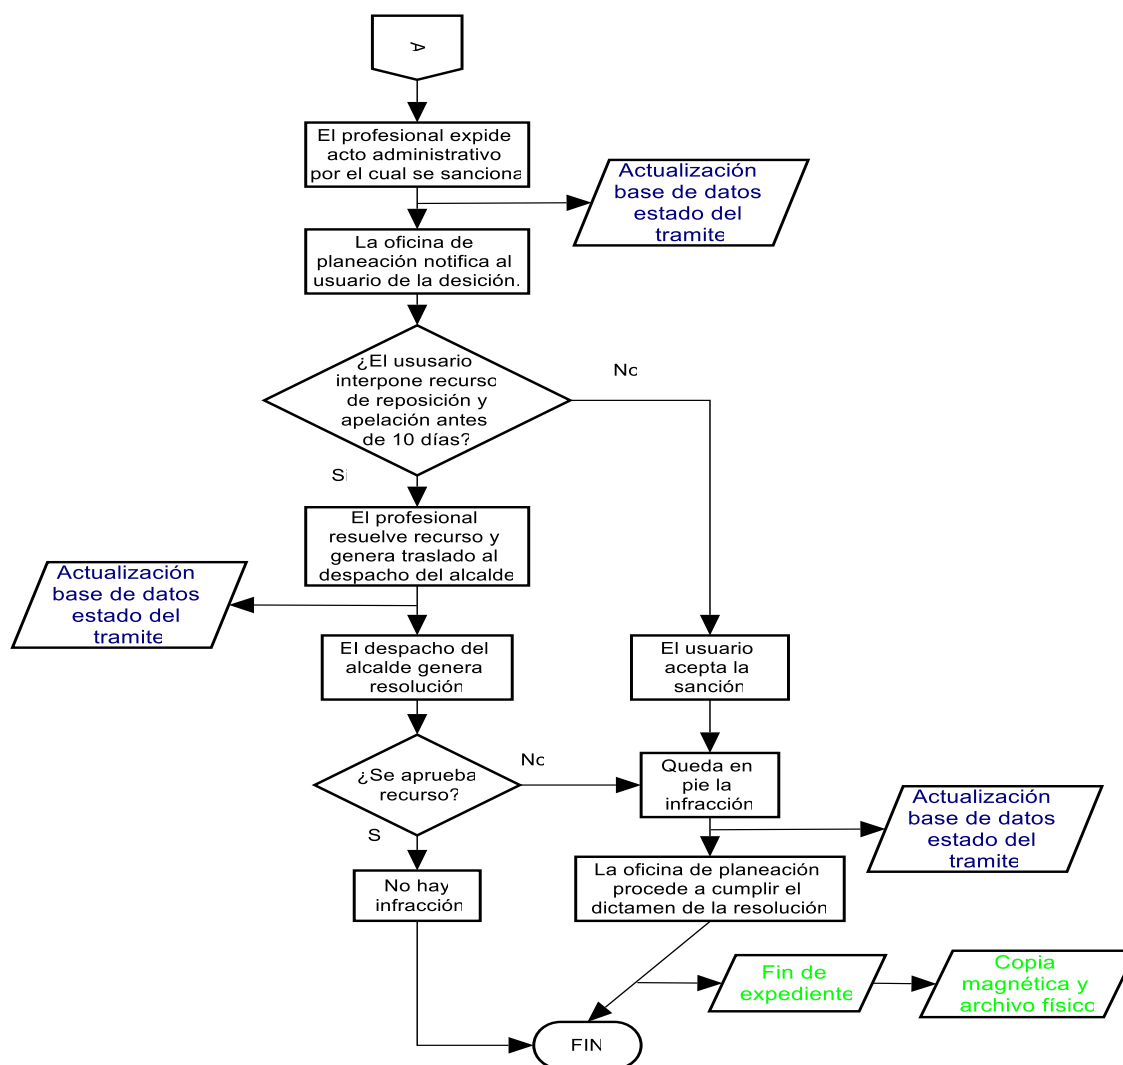 A
El profesional expide
acto administrativo
por el cual se sanciona
Actualización
base de datos
estado del
tramite
La oficina de
planeación notifica al
usuario de la desición.
¿El ususario
interpone recurso
de reposición y
apelación antes
de 10 días?
No
Si
El profesional
resuelve recurso y
genera traslado al
despacho del alcalde
Actualización
base de datos
estado del
tramite
El despacho del
alcalde genera
resolución
El usuario
acepta la
sanción
¿Se aprueba
recurso?
No
S
Queda en
pie la
infracción
Actualización
base de datos
estado del
tramite
No hay
infracción
La oficina de planeación
procede a cumplir el
dictamen de la resolución
Fin de
expediente
Copia
magnética y
archivo físico
FIN